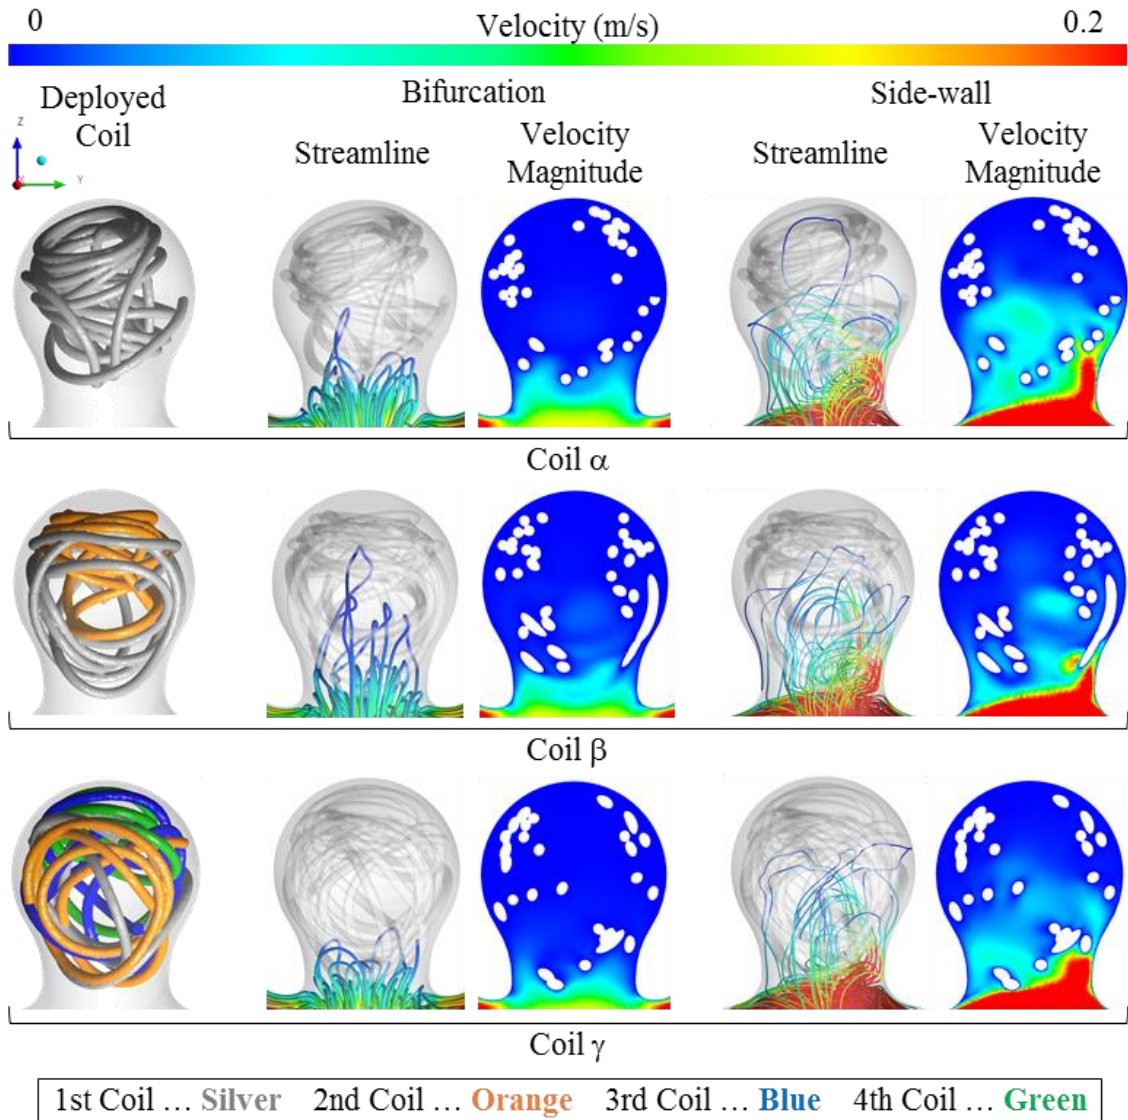 0
Velocity (m/s)
0.2
Deployed
Coil
Bifurcation
Side-wall
Streamline
Velocity
Magnitude
Streamline
Velocity
Magnitude
Z
X
Y
Coil α
Coil β
Coil γ
1st Coil … Silver 2nd Coil … Orange 3rd Coil … Blue 4th Coil … Green